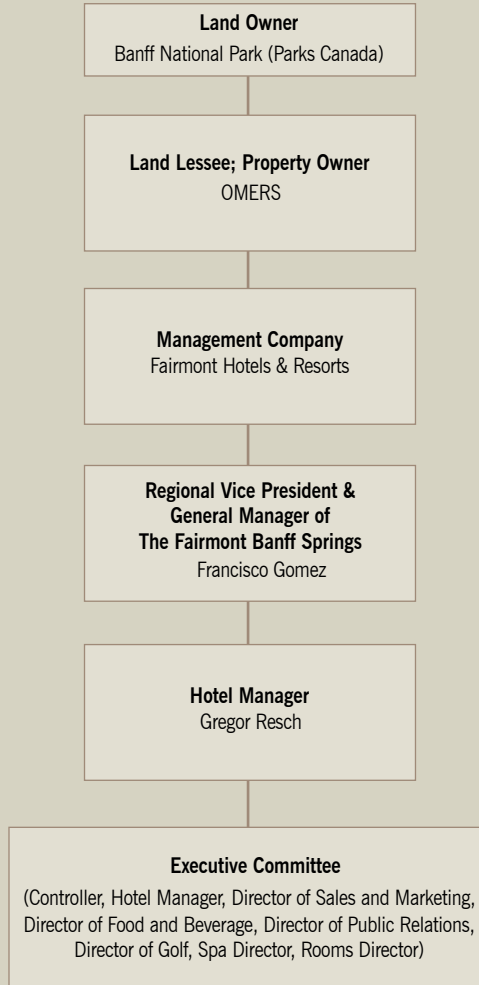 Land Owner
Banff National Park (Parks Canada)
Land Lessee; Property Owner
OMERS
Management Company
Fairmont Hotels & Resorts
Regional Vice President &
General Manager of
The Fairmont Banff Springs
Francisco Gomez
Hotel Manager
Gregor Resch
Executive Committee
(Controller, Hotel Manager, Director of Sales and Marketing,
Director of Food and Beverage, Director of Public Relations,
Director of Golf, Spa Director, Rooms Director)